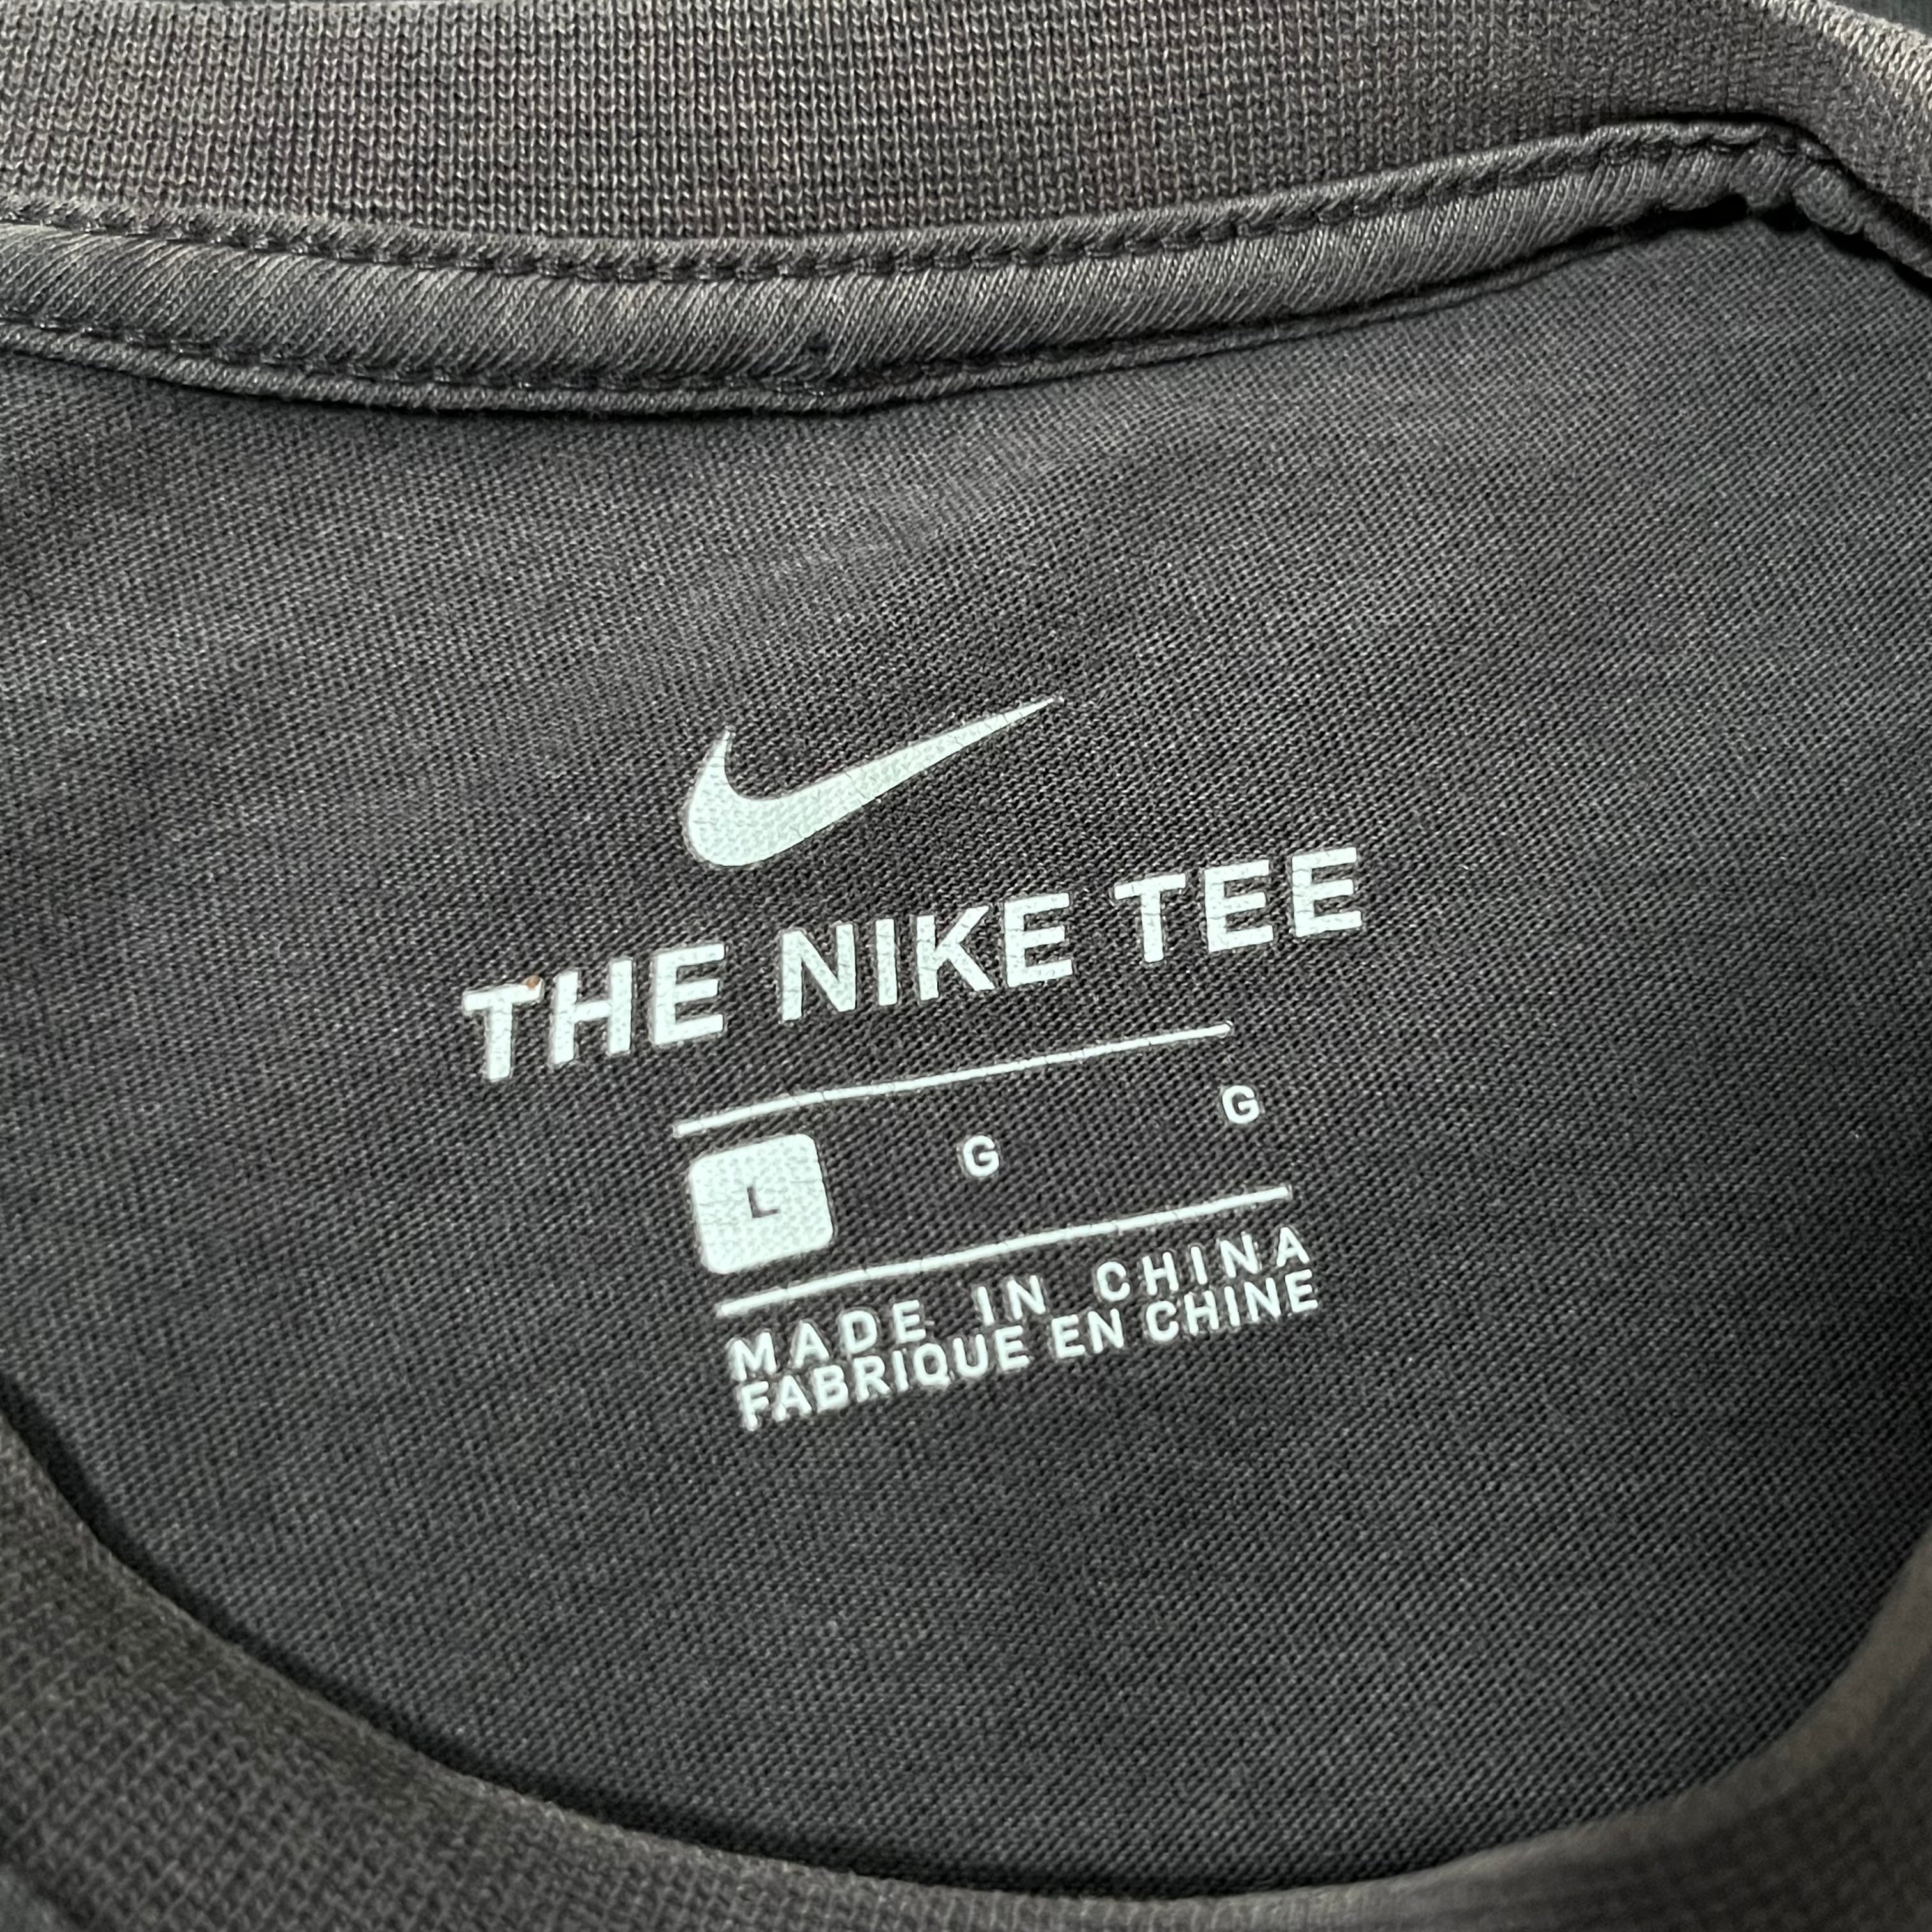 THE NIKE TEE
L G G
MADE IN CHINA
FABRIQUE EN CHINE